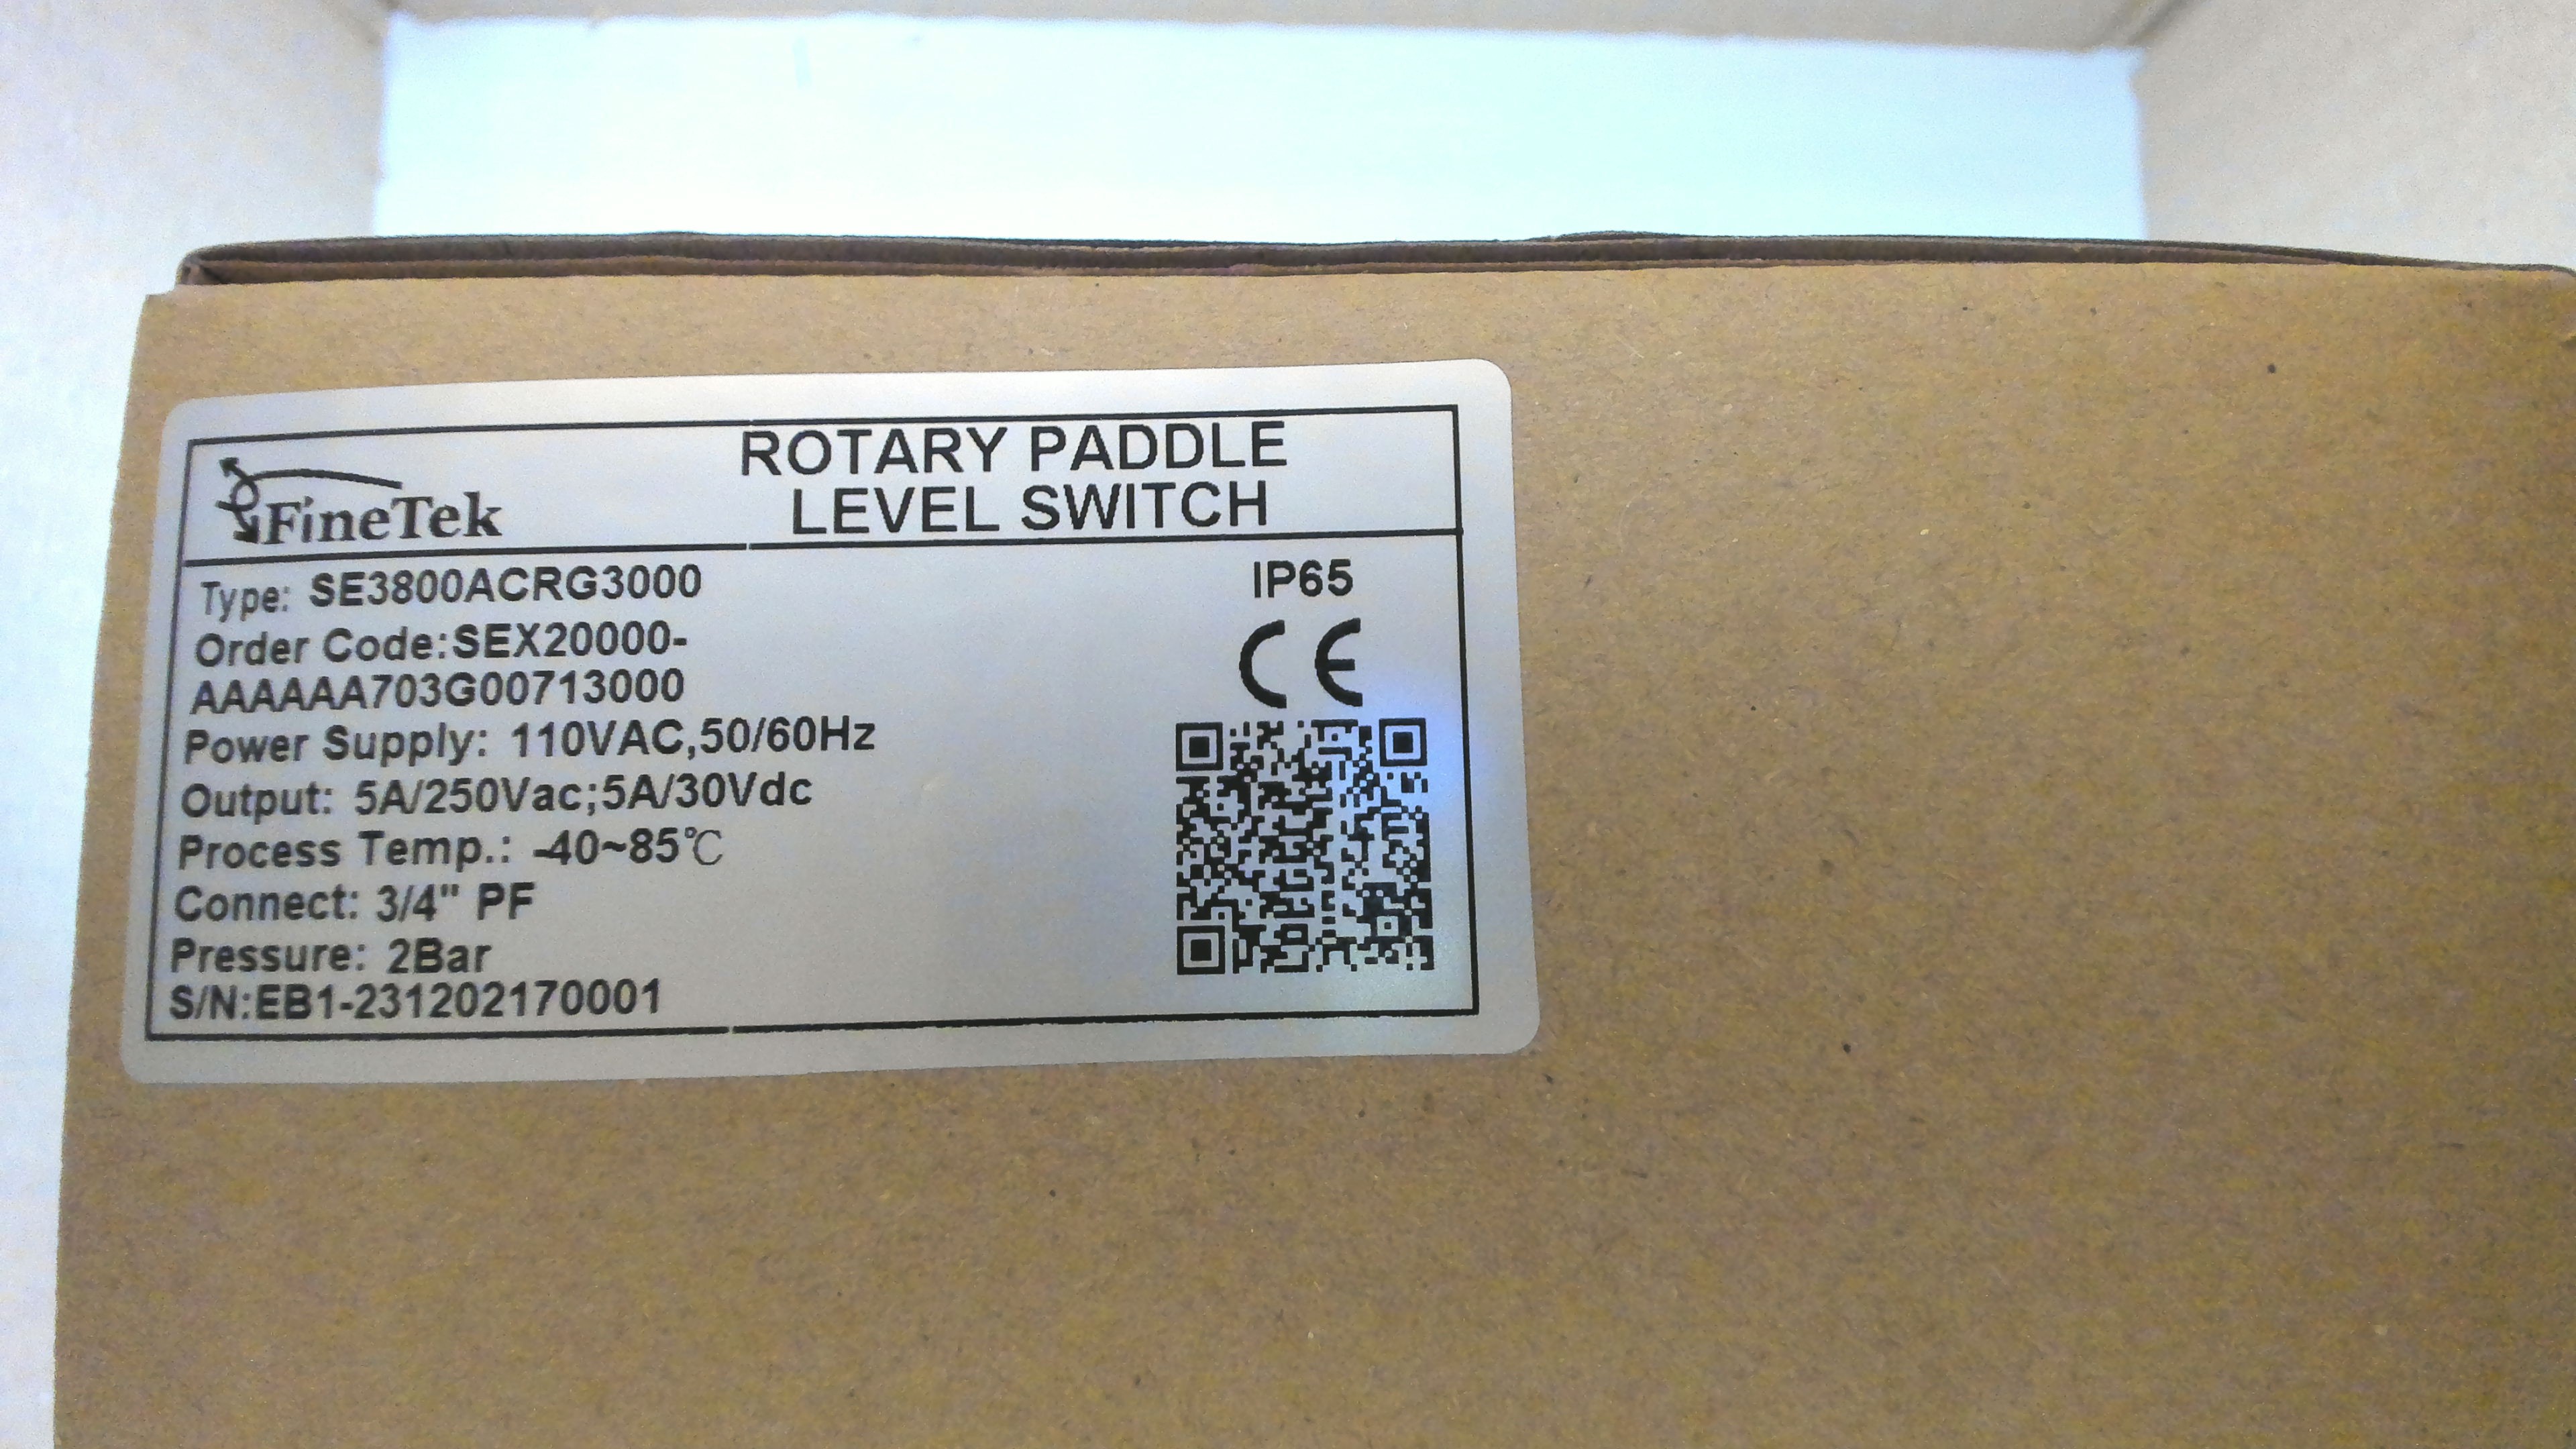 FineTek
ROTARY PADDLE
LEVEL SWITCH
Type: SE3800ACRG3000
IP65
Order Code:SEX20000-
AAAAAA703G00713000
CE
Power Supply: 110VAC,50/60Hz
Output: 5A/250Vac;5A/30Vdc
Process Temp.: -40~85℃
Connect: 3/4" PF
Pressure: 2Bar
S/N:EB1-231202170001